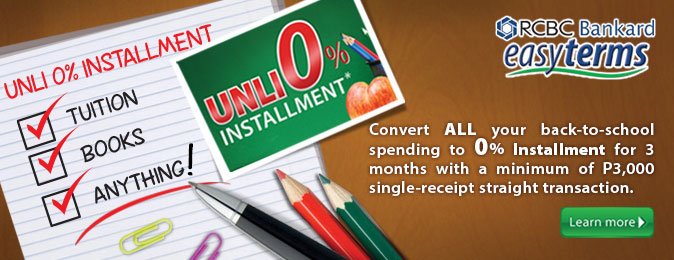 UNLI 0% INSTALLMENT
TUITION
BOOKS
ANYTHING!
UNLI 0%
INSTALLMENT*
RCBC Bankard
easyterms
Convert ALL your back-to-school
spending to 0% Installment for 3
months with a minimum of P3,000
single-receipt straight transaction.
Learn more